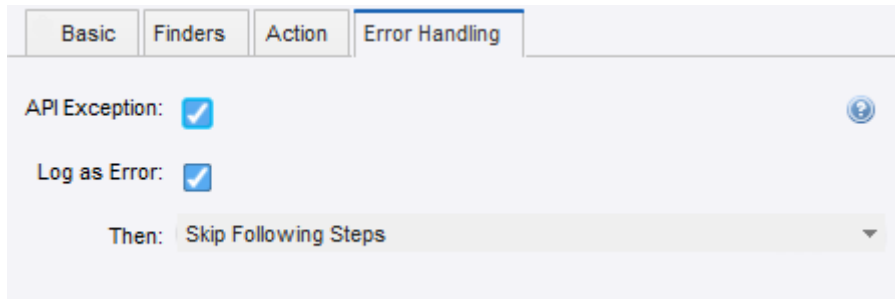 Basic Finders Action Error Handling
API Exception:
Log as Error:
Then: Skip Following Steps